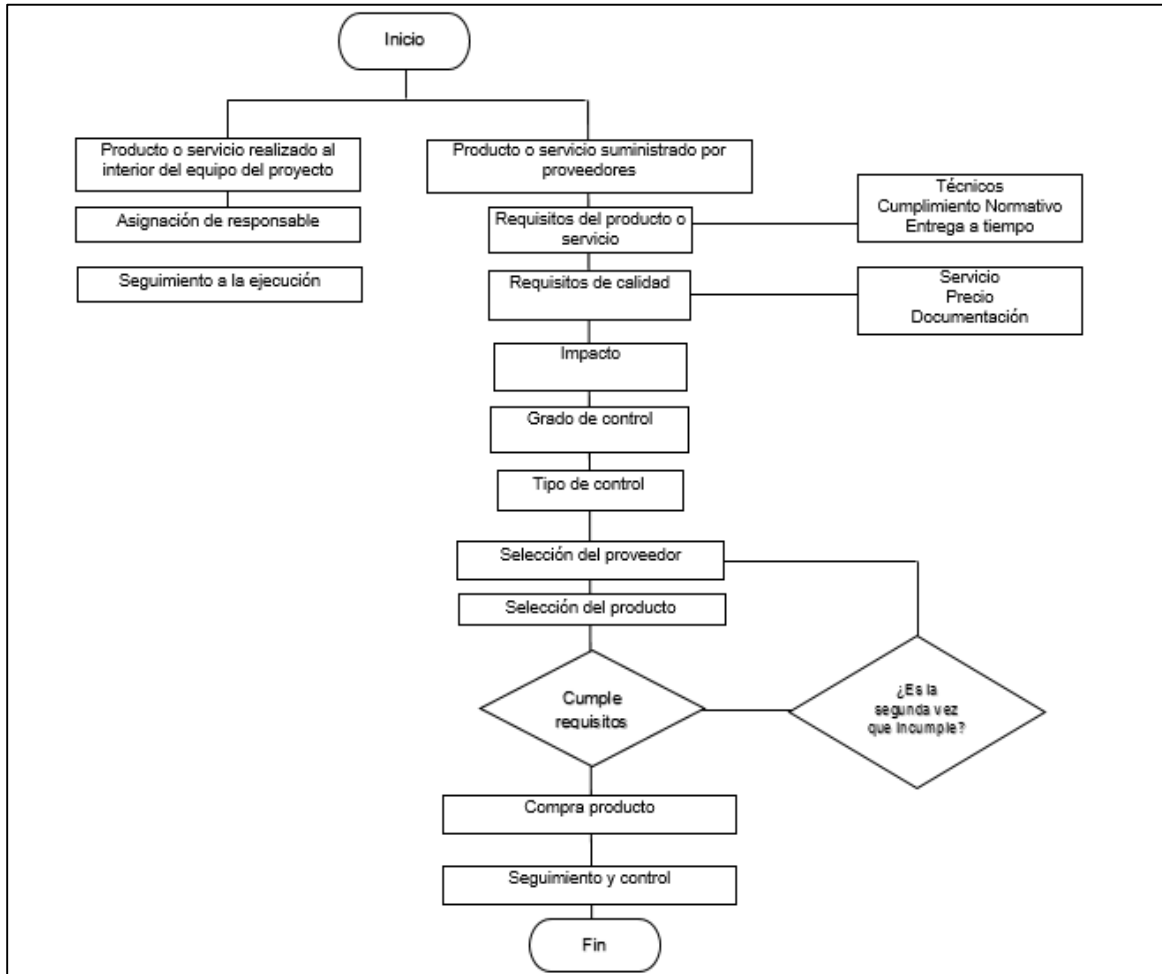 Inicio
Producto o servicio realizado al
interior del equipo del proyecto
Asignación de responsable
Seguimiento a la ejecución
Producto o servicio suministrado por
proveedores
Requisitos del producto o
servicio
Técnicos
Cumplimiento Normativo
Entrega a tiempo
Requisitos de calidad
Servicio
Precio
Documentación
Impacto
Grado de control
Tipo de control
Selección del proveedor
Selección del producto
Cumple
requisitos
¿Es la
segunda vez
que incumple?
Compra producto
Seguimiento y control
Fin